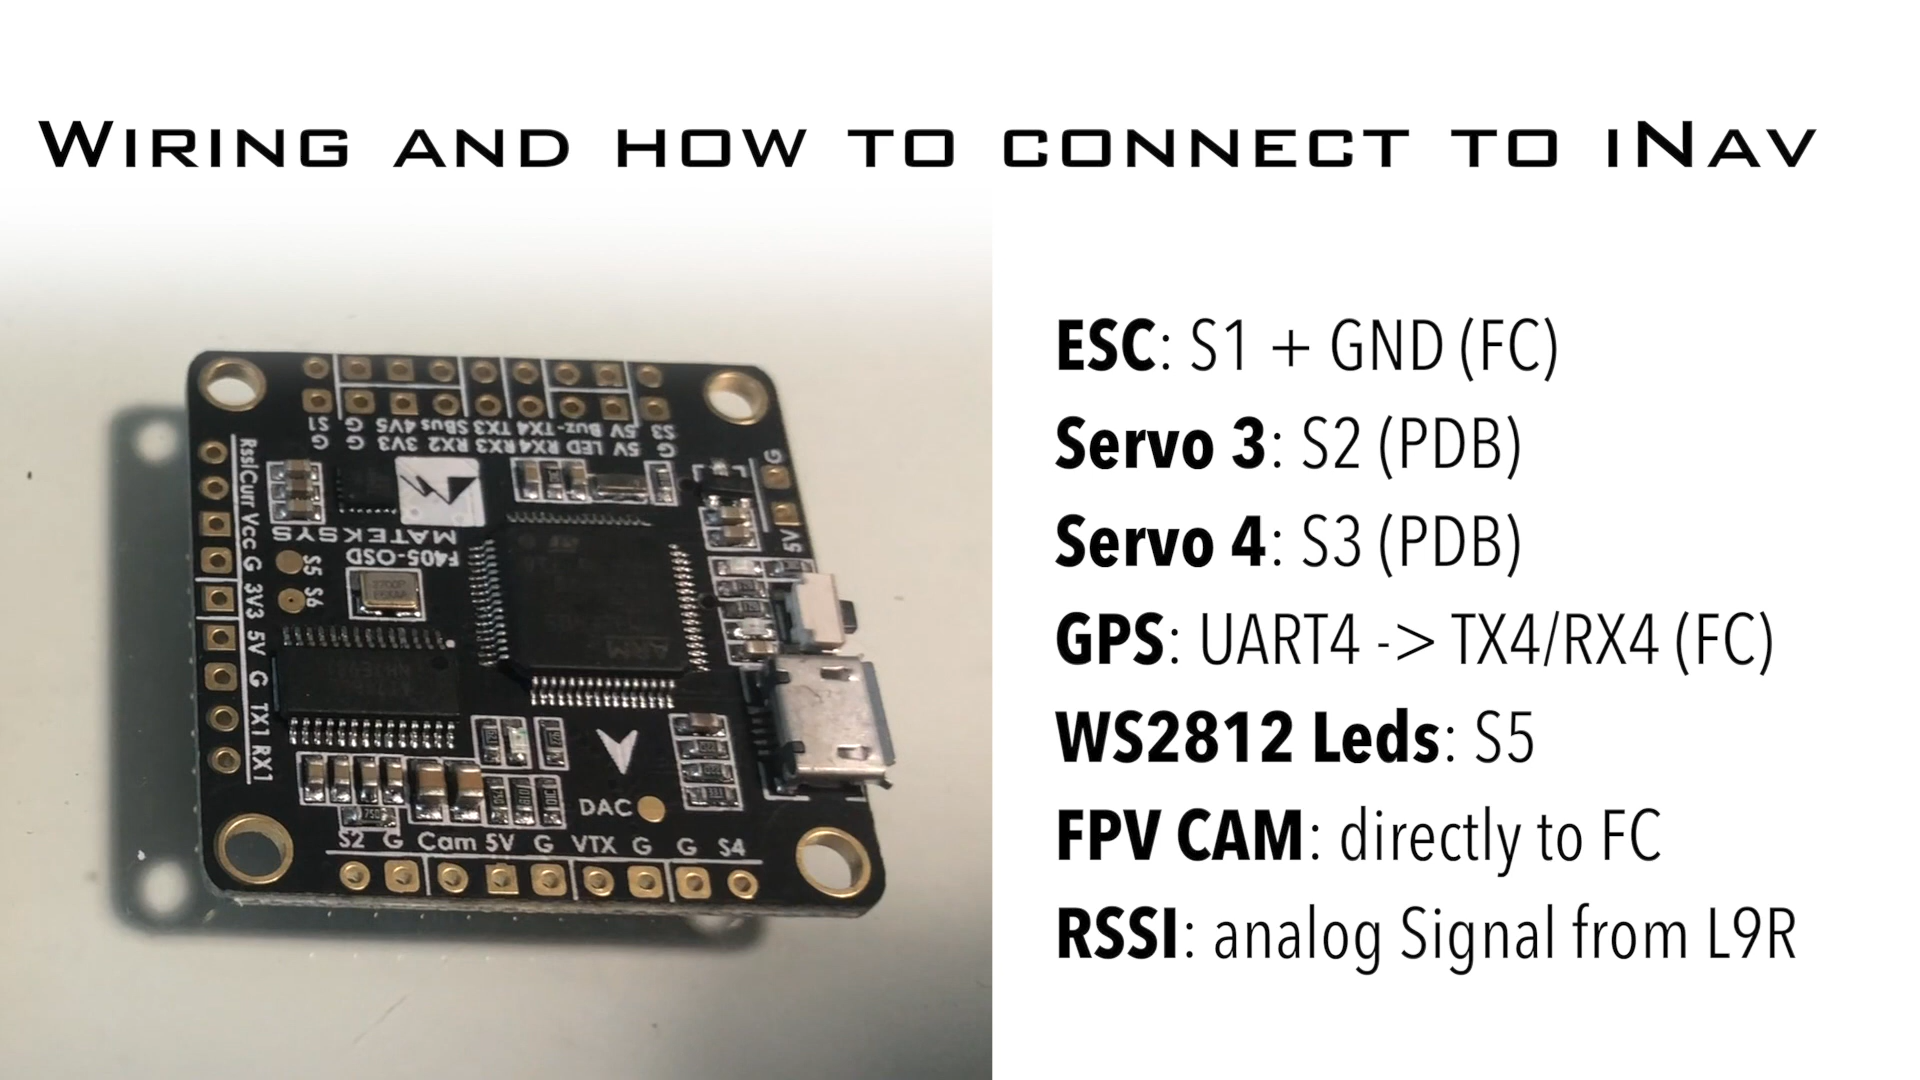 WIRING AND HOW TO CONNECT TO INAV
ESC: S1 + GND (FC)
Servo 3: S2 (PDB)
Servo 4: S3 (PDB)
GPS: UART4 -> TX4/RX4 (FC)
WS2812 Leds: S5
FPV CAM: directly to FC
RSSI: analog Signal from L9R
S1 G 4V5 SBus TX3 TX4 Buz- 5V S3
G G 3V3 RX2 RX3 RX4 LED 5V G
Rssi Curr Vcc G 3V3 5V G TX1 RX1
G
5V
MATEKSYS
F405-OSD
S5
S6
ARM
DAC
S2 G Cam 5V G VTX G G S4